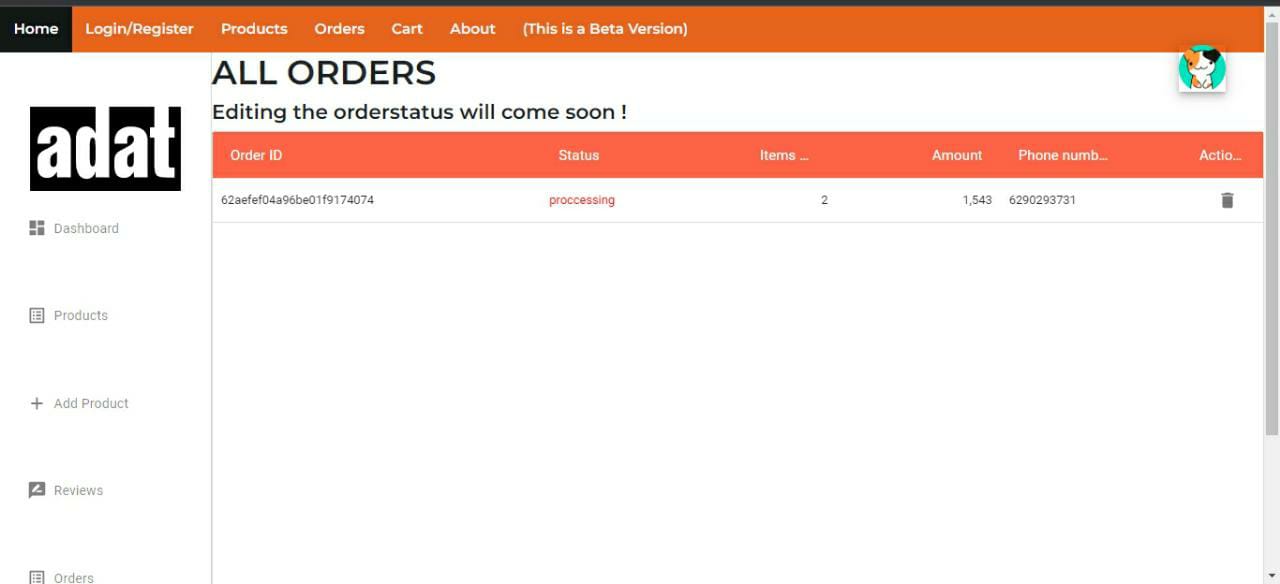 Home Login/Register Products Orders Cart About (This is a Beta Version)
adat
Dashboard
Products
Add Product
Reviews
Orders
ALL ORDERS
Editing the orderstatus will come soon !
Order ID Status Items ... Amount Phone numb... Actio...
62aefef04a96be01f9174074 proccessing 2 1,543 6290293731